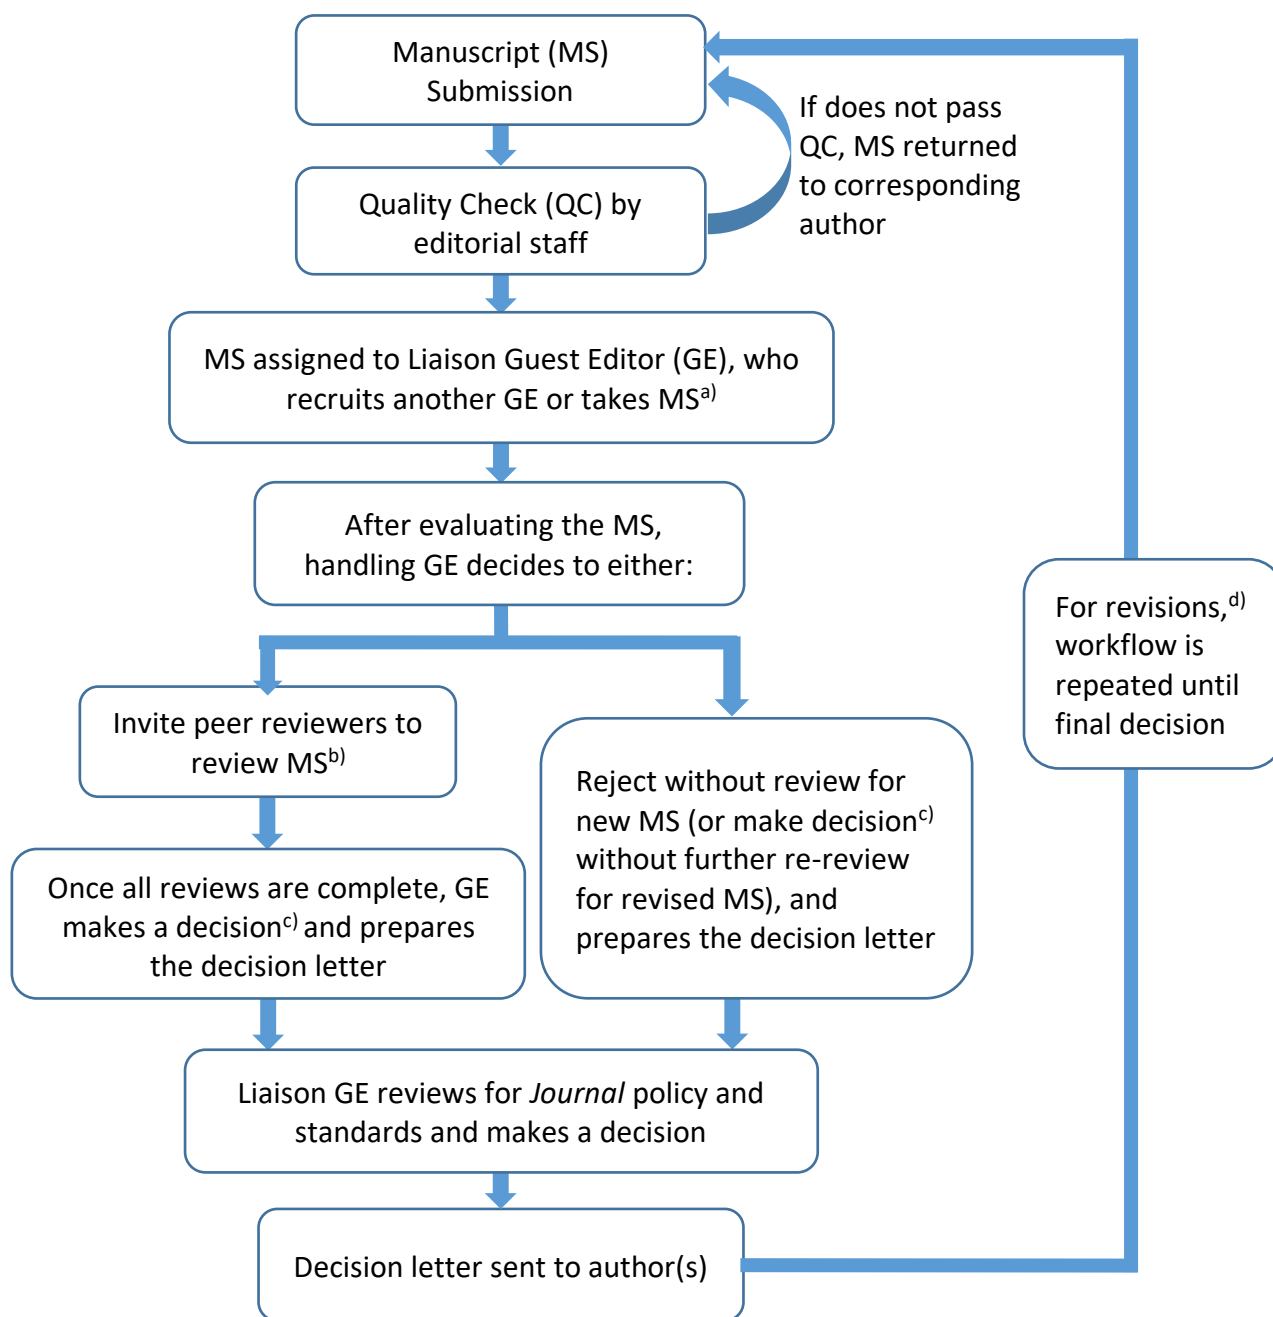 Manuscript (MS)
Submission
If does not pass
QC, MS returned
to corresponding
author
Quality Check (QC) by
editorial staff
MS assigned to Liaison Guest Editor (GE), who
recruits another GE or takes MSa)
After evaluating the MS,
handling GE decides to either:
For revisions,d)
workflow is
repeated until
final decision
Invite peer reviewers to
review MSb)
Reject without review for
new MS (or make decisionc)
without further re-review
for revised MS), and
prepares the decision letter
Once all reviews are complete, GE
makes a decisionc) and prepares
the decision letter
Liaison GE reviews for Journal policy and
standards and makes a decision
Decision letter sent to author(s)